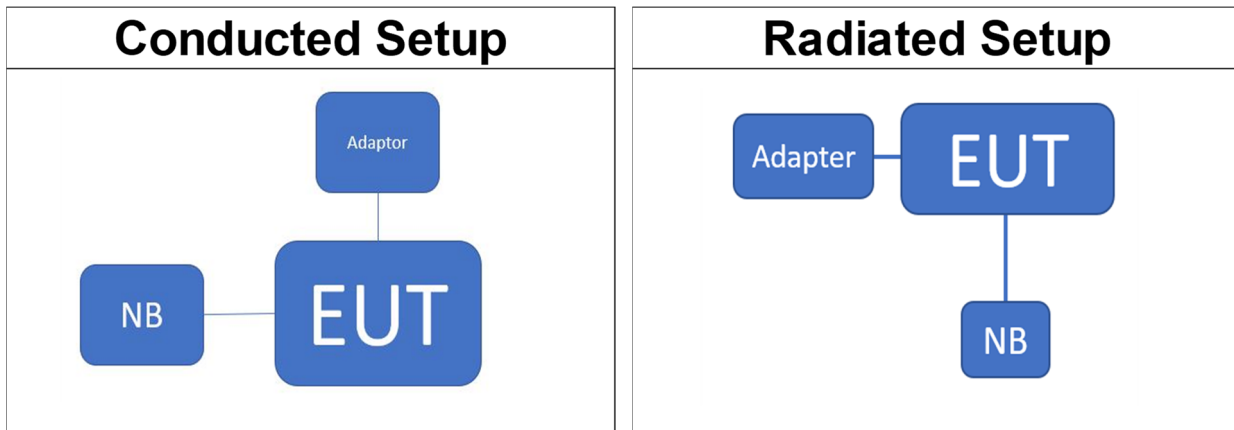 Conducted Setup
Adaptor
NB
EUT
Radiated Setup
Adapter
EUT
NB